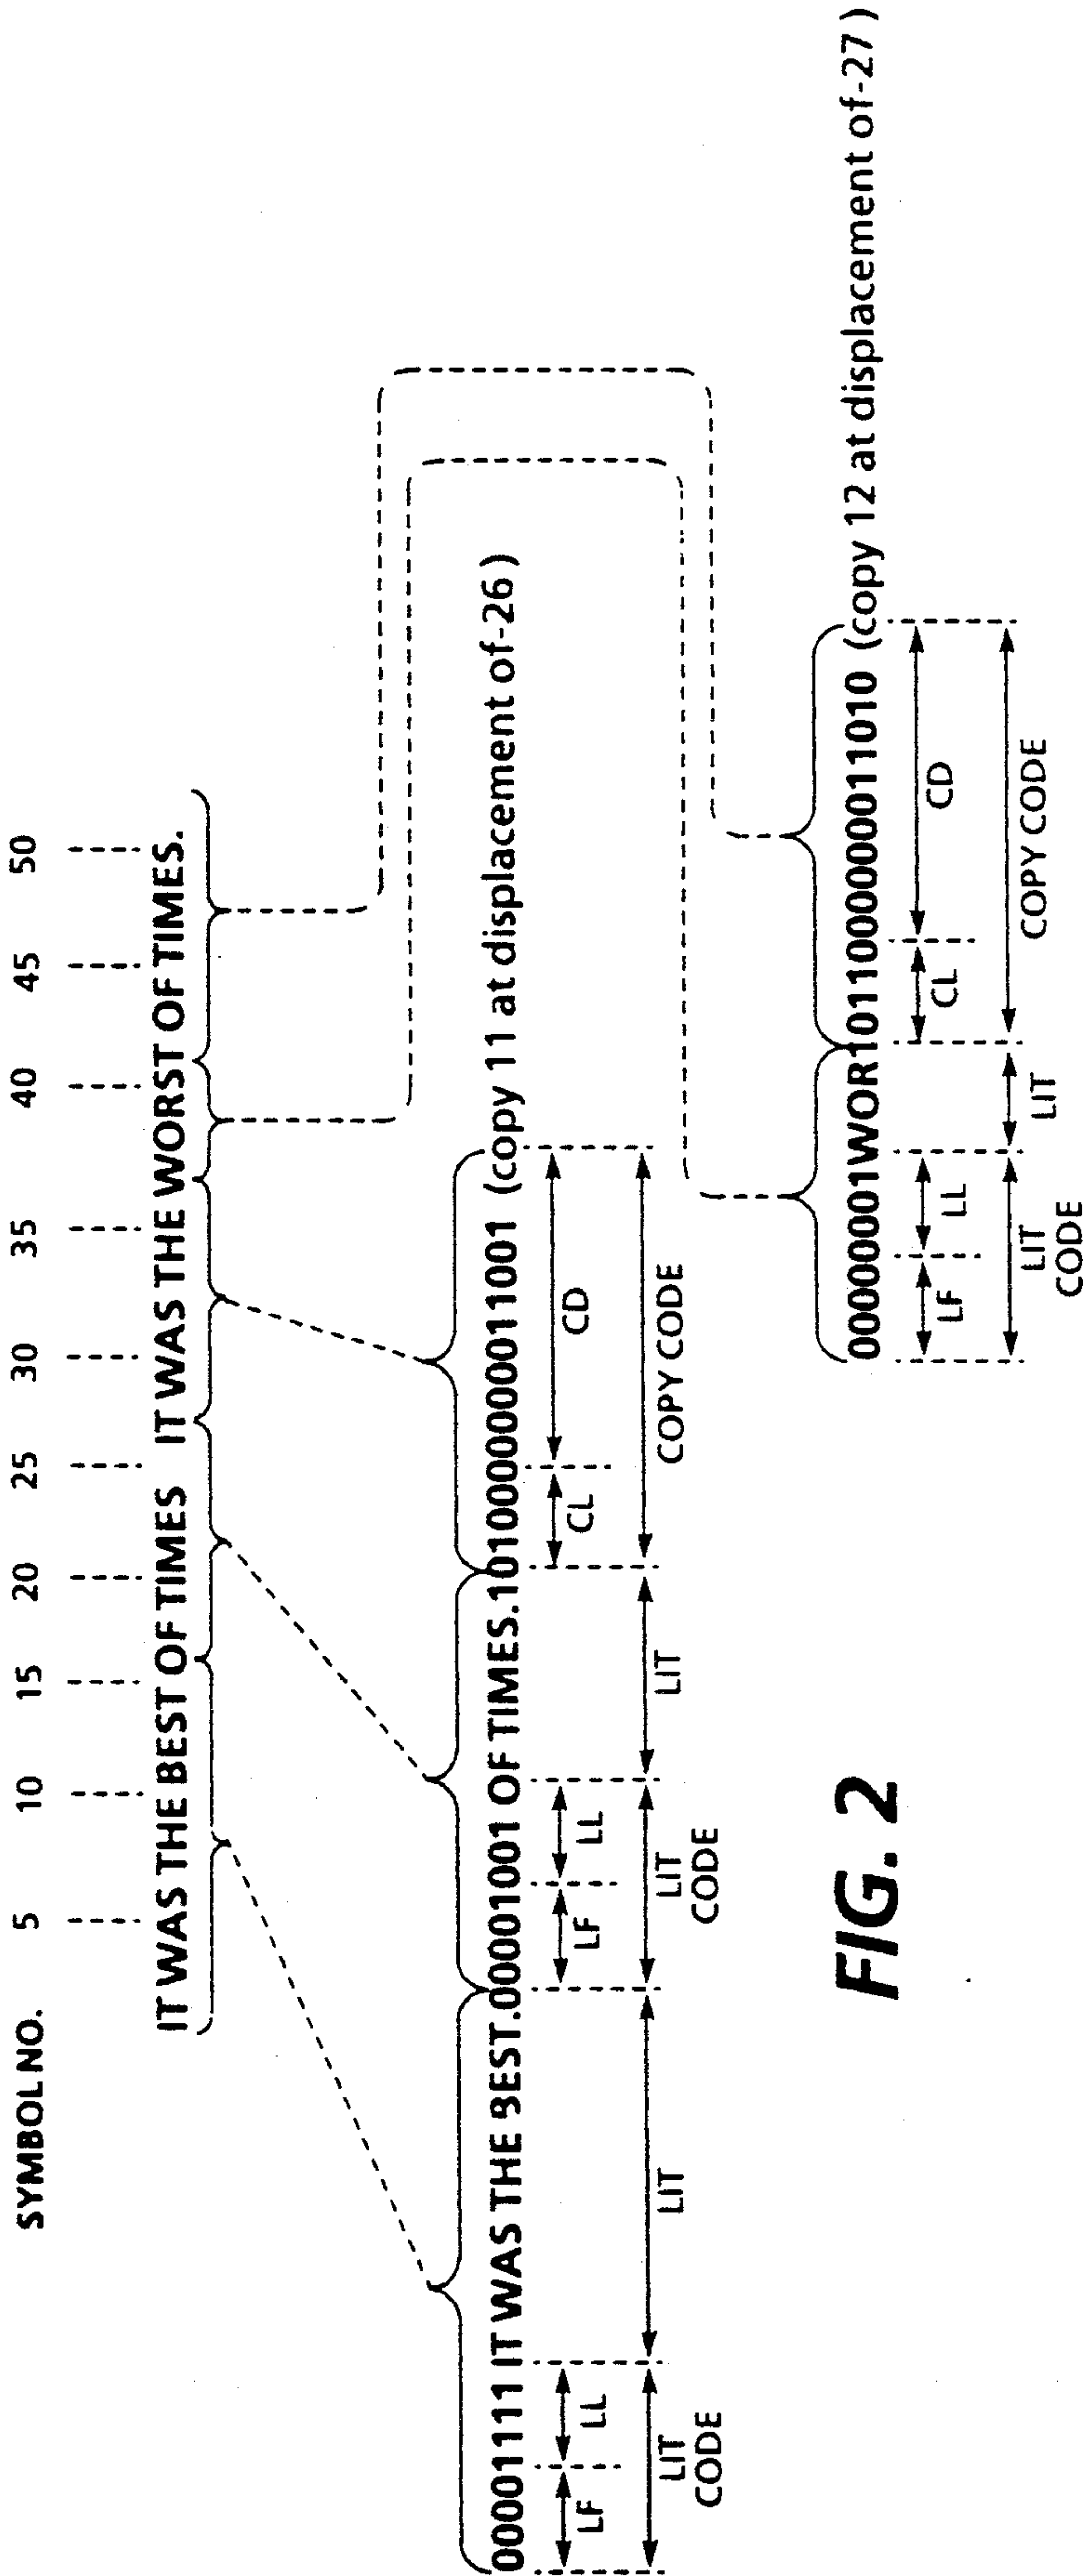 SYMBOL NO. 5 10 15 20 25 30 35 40 45 50
IT WAS THE BEST OF TIMES IT WAS THE WORST OF TIMES.
00001111 IT WAS THE BEST.00001001 OF TIMES.1010000000011001 (copy 11 at displacement of-26)
LF LL LF LL CL CD
LIT CODE LIT LIT CODE LIT COPY CODE
00000001WOR1011000000011010 (copy 12 at displacement of-27)
LF LL CL CD
LIT CODE LIT COPY CODE
FIG. 2